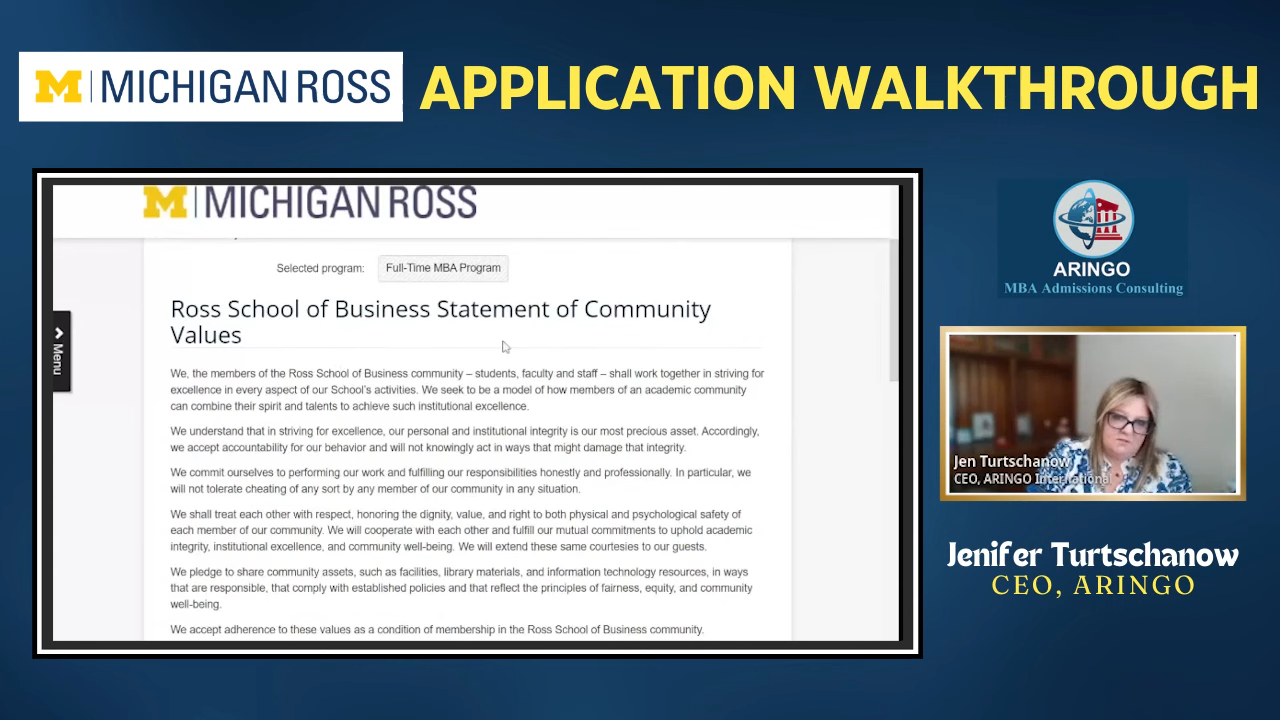 M | MICHIGAN ROSS
APPLICATION WALKTHROUGH
M | MICHIGAN ROSS
Selected program: Full-Time MBA Program
Ross School of Business Statement of Community
Values
Menu
We, the members of the Ross School of Business community – students, faculty and staff – shall work together in striving for
excellence in every aspect of our School's activities. We seek to be a model of how members of an academic community
can combine their spirit and talents to achieve such institutional excellence.
We understand that in striving for excellence, our personal and institutional integrity is our most precious asset. Accordingly,
we accept accountability for our behavior and will not knowingly act in ways that might damage that integrity.
We commit ourselves to performing our work and fulfilling our responsibilities honestly and professionally. In particular, we
will not tolerate cheating of any sort by any member of our community in any situation.
We shall treat each other with respect, honoring the dignity, value, and right to both physical and psychological safety of
each member of our community. We will cooperate with each other and fulfill our mutual commitments to uphold academic
integrity, institutional excellence, and community well-being. We will extend these same courtesies to our guests.
We pledge to share community assets, such as facilities, library materials, and information technology resources, in ways
that are responsible, that comply with established policies and that reflect the principles of fairness, equity, and community
well-being.
We accept adherence to these values as a condition of membership in the Ross School of Business community.
ARINGO
MBA Admissions Consulting
Jen Turtschanow
CEO, ARINGO International
Jenifer Turtschanow
CEO, ARINGO